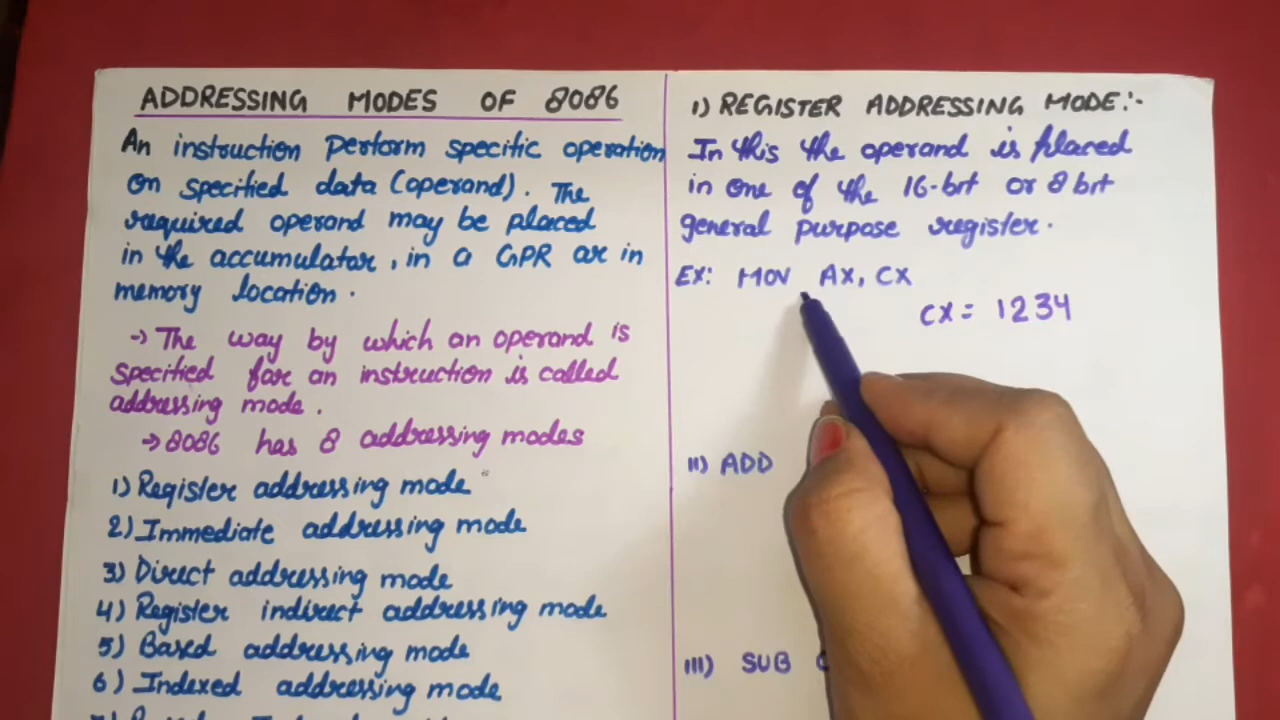 ADDRESSING MODES OF 8086
An instruction Perform specific operation
on specified data (operand). The
required operand may be placed
in the accumulator, in a GPR or in
memory location.
→ The way by which an operand is
specified for an instruction is called
addressing mode.
→ 8086 has 8 addressing modes
1) Register addressing mode
2) Immediate addressing mode
3) Direct addressing mode
4) Register indirect addressing mode
5) Based addressing mode
6) Indexed addressing mode
1) REGISTER ADDRESSING MODE:-
In this the operand is placed
in one of the 16-bit or 8 bit
general purpose register.
Ex: MOV AX, CX
CX = 1234
II) ADD
III) SUB